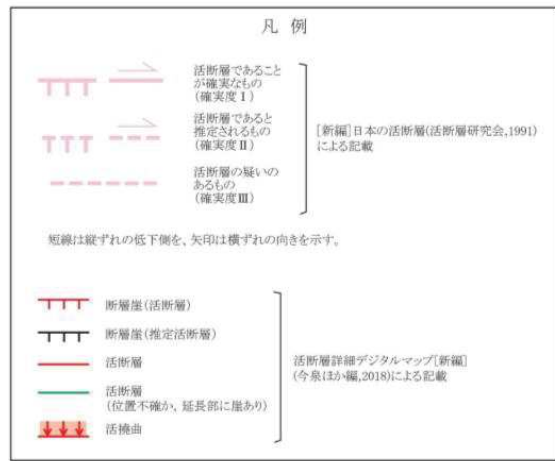 凡 例
活断層であること
が確実なもの
(確実度Ⅰ)
活断層であると
推定されるもの
(確実度Ⅱ)
活断層の疑いの
あるもの
(確実度Ⅲ)
[新編]日本の活断層(活断層研究会,1991)
による記載
短線は縦ずれの低下側を、矢印は横ずれの向きを示す。
断層崖(活断層)
断層崖(推定活断層)
活断層
活断層
(位置不確か, 延長部に崖あり)
活撓曲
活断層詳細デジタルマップ[新編]
(今泉ほか編,2018)による記載